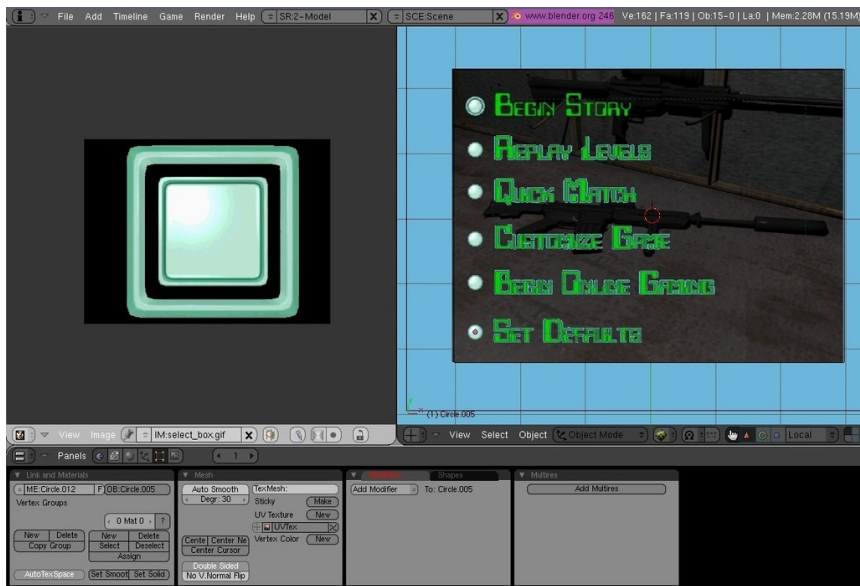 File Add Timeline Game Render Help SR:2-Model SCE:Scene www.blender.org 246 Ve:162 | Fa:119 | Ob:15-0 | La:0 | Mem:2.28M (15.19M)
Begin Story
Replay Levels
Quick Match
Customize Game
Begin Online Gaming
Set Defaults
(1) Circle.005
View Image IM:select_box.gif
View Select Object Object Mode Local
Panels 1
Link and Materials
ME:Circle.012 F OB:Circle.005
Vertex Groups
0 Mat 0 ?
New Delete New Delete
Copy Group Select Deselect
Assign
AutoTexSpace Set Smoot Set Solid
Mesh
Auto Smooth
Degr: 30
TexMesh:
Sticky Make
UV Texture New
UVTex
Vertex Color New
Cente Center Ne
Center Cursor
Double Sided
No V.Normal Flip
Modifiers Shapes
Add Modifier To: Circle.005
Multires
Add Multires